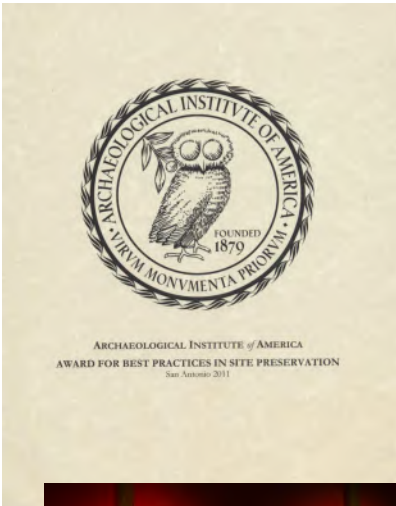 ARCHAEOLOGICAL INSTITVTE OF AMERICA
· VIRVM MONVMENTA PRIORVM ·
FOUNDED
1879
ARCHAEOLOGICAL INSTITUTE of AMERICA
AWARD FOR BEST PRACTICES IN SITE PRESERVATION
San Antonio 2011